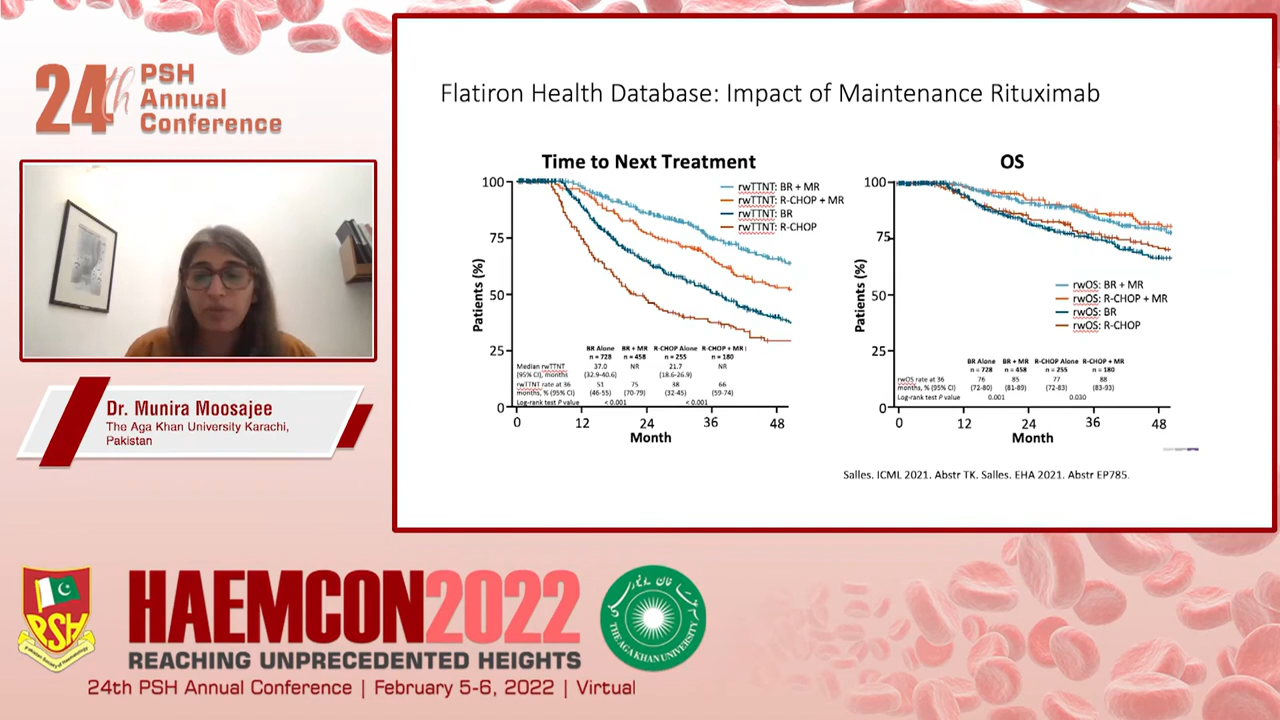 24th PSH
Annual
Conference
Dr. Munira Moosajee
The Aga Khan University Karachi,
Pakistan
Flatiron Health Database: Impact of Maintenance Rituximab
Time to Next Treatment
100
75
50
25
0
Patients (%)
rwTTNT: BR + MR
rwTTNT: R-CHOP + MR
rwTTNT: BR
rwTTNT: R-CHOP
BR Alone BR + MR R-CHOP Alone R-CHOP + MR
n = 728 n = 458 n = 255 n = 180
Median rwTTNT 37.0 NR 21.7 NR
(95% CI), months (32.9-40.6) (18.6-26.9)
rwTTNT rate at 36 51 75 38 66
months, % (95% CI) (46-55) (70-79) (32-45) (59-74)
Log-rank test P value < 0.001 < 0.001
0 12 24 36 48
Month
OS
100
75
50
25
0
Patients (%)
rwOS: BR + MR
rwOS: R-CHOP + MR
rwOS: BR
rwOS: R-CHOP
BR Alone BR + MR R-CHOP Alone R-CHOP + MR
n = 728 n = 458 n = 255 n = 180
rwOS rate at 36 76 85 77 88
months, % (95% CI) (72-80) (81-89) (72-83) (83-93)
Log-rank test P value 0.001 0.030
0 12 24 36 48
Month
Salles. ICML 2021. Abstr TK. Salles. EHA 2021. Abstr EP785.
PSH
HAEMCON2022
REACHING UNPRECEDENTED HEIGHTS
24th PSH Annual Conference | February 5-6, 2022 | Virtual
THE AGA KHAN UNIVERSITY